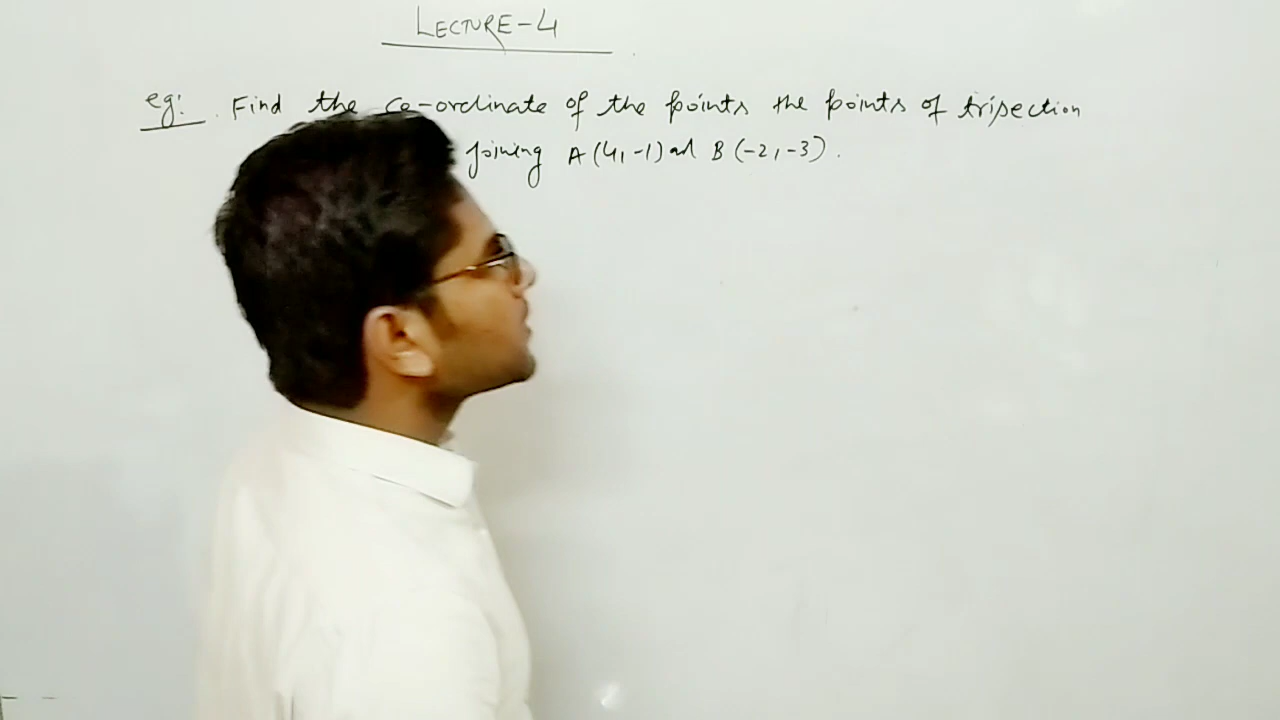 LECTURE-4
eg: Find the Co-ordinate of the points the points of trisection
joining A(4,-1) and B(-2,-3).